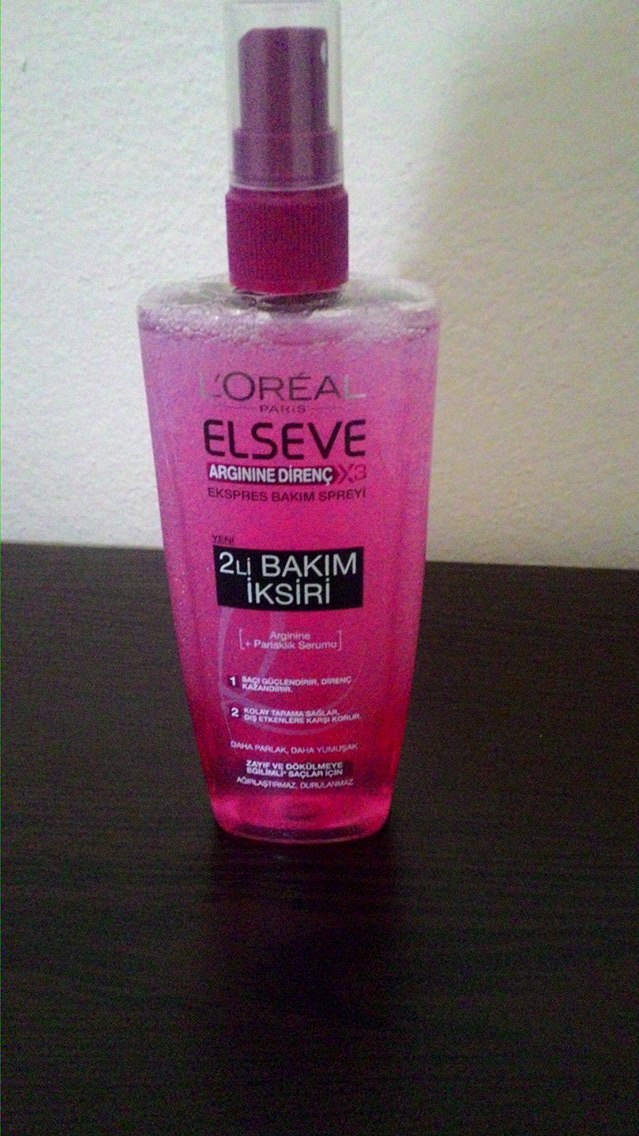 L'ORÉAL
PARIS
ELSEVE
ARGININE DİRENÇ X3
EKSPRES BAKIM SPREYİ
YENİ
2Lİ BAKIM
İKSİRİ
[Arginine
+ Parlaklık Serumu]
1 SAÇI GÜÇLENDİRİR, DİRENÇ
KAZANDIRIR.
2 KOLAY TARAMA SAĞLAR,
DIŞ ETKENLERE KARŞI KORUR.
DAHA PARLAK, DAHA YUMUŞAK
ZAYIF VE DÖKÜLMEYE
EĞİLİMLİ* SAÇLAR İÇİN
AĞIRLAŞTIRMAZ, DURULANMAZ